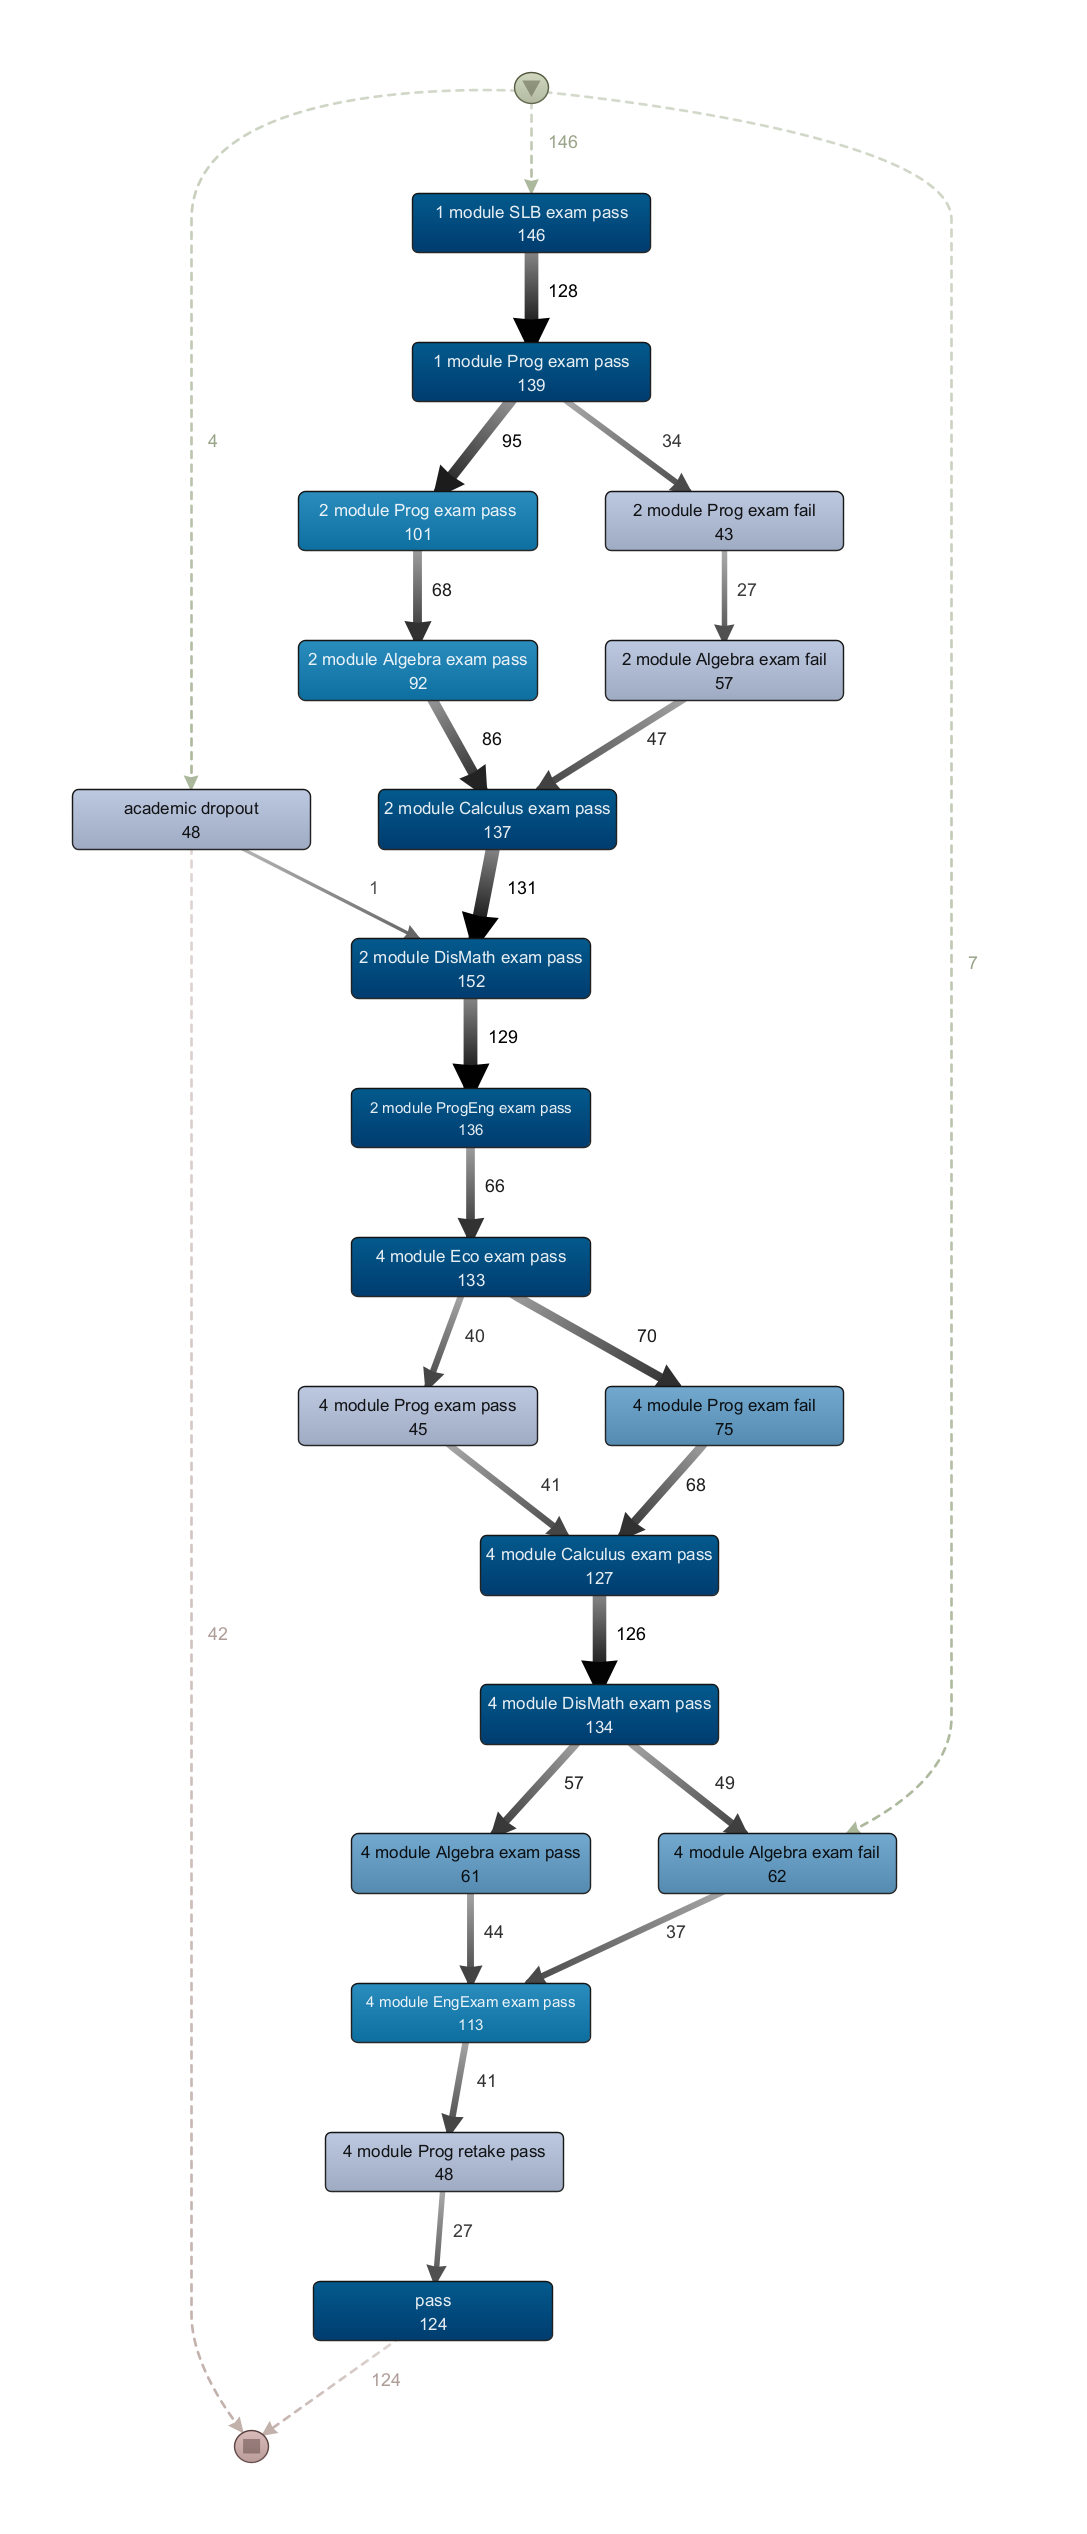 146
1 module SLB exam pass
146
128
1 module Prog exam pass
139
95
34
4
2 module Prog exam pass
101
2 module Prog exam fail
43
68
27
2 module Algebra exam pass
92
2 module Algebra exam fail
57
86
47
academic dropout
48
2 module Calculus exam pass
137
1
131
2 module DisMath exam pass
152
7
129
2 module ProgEng exam pass
136
66
4 module Eco exam pass
133
40
70
4 module Prog exam pass
45
4 module Prog exam fail
75
41
68
4 module Calculus exam pass
127
42
126
4 module DisMath exam pass
134
57
49
4 module Algebra exam pass
61
4 module Algebra exam fail
62
44
37
4 module EngExam exam pass
113
41
4 module Prog retake pass
48
27
pass
124
124